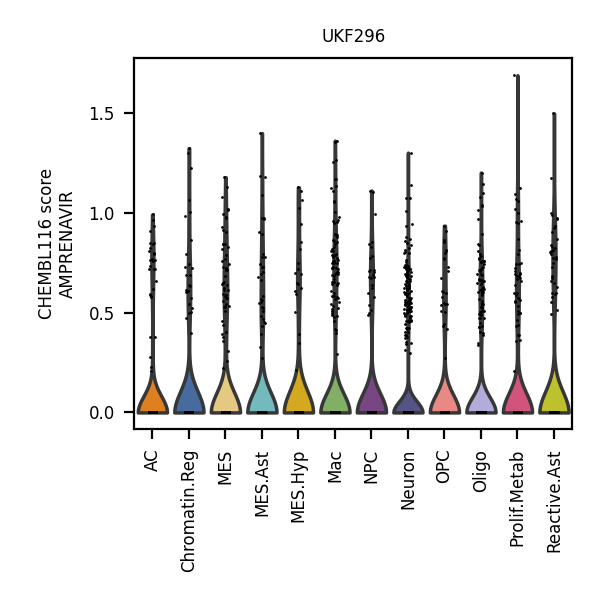 UKF296
CHEMBL116 score
AMPRENAVIR
1.5
1.0
0.5
0.0
AC
Chromatin.Reg
MES
MES.Ast
MES.Hyp
Mac
NPC
Neuron
OPC
Oligo
Prolif.Metab
Reactive.Ast